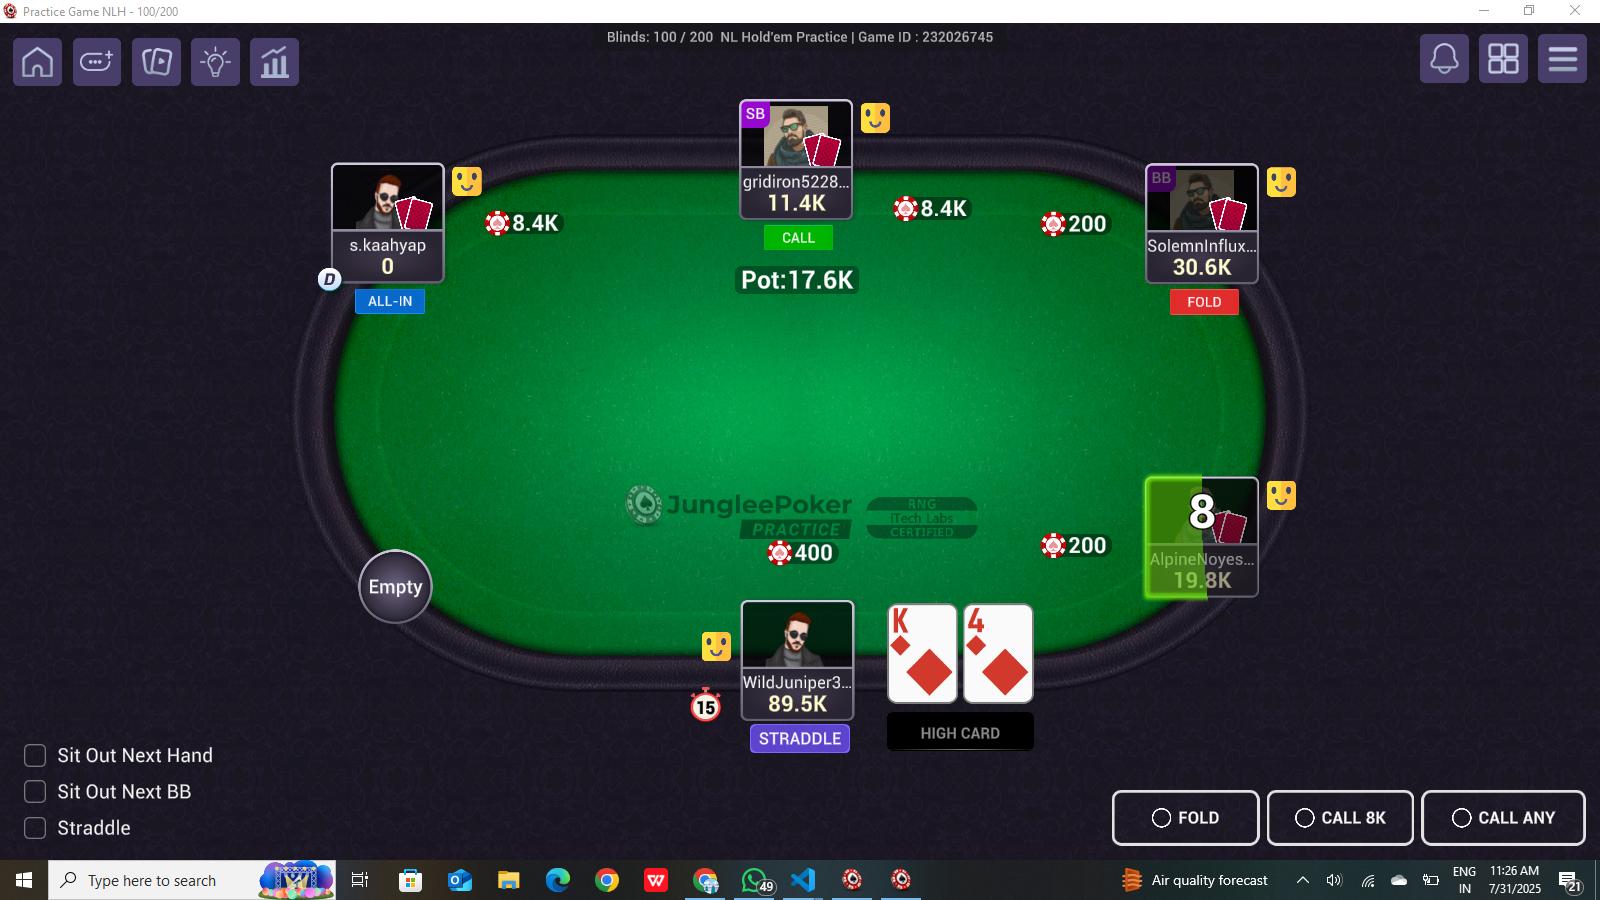 Practice Game NLH - 100/200
Blinds: 100 / 200 NL Hold'em Practice | Game ID : 232026745
SB
gridiron5228...
11.4K
CALL
8.4K
s.kaahyap
0
D
ALL-IN
8.4K
BB
SolemnInflux...
30.6K
FOLD
200
Pot:17.6K
JungleePoker
PRACTICE
RNG
iTech Labs
CERTIFIED
400
200
8
AlpineNoyes...
19.8K
Empty
K
4
WildJuniper3...
89.5K
15
STRADDLE
HIGH CARD
Sit Out Next Hand
Sit Out Next BB
Straddle
FOLD
CALL 8K
CALL ANY
Type here to search
W
49
Air quality forecast
ENG
IN
11:26 AM
7/31/2025
21